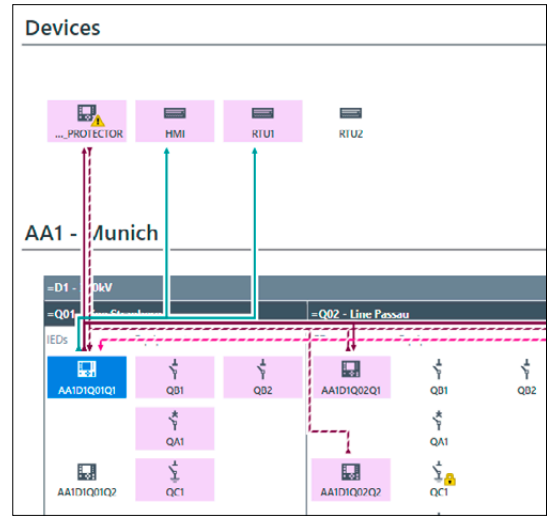 Devices
..._PROTECTOR HMI RTU1 RTU2
AA1 - Munich
=D1 -
=Q01 =Q02 - Line Passau
IEDs
AA1D1Q01Q1 QB1 QB2 AA1D1Q02Q1 QB1 QB2
QA1 QA1
AA1D1Q01Q2 QC1 AA1D1Q02Q2 QC1